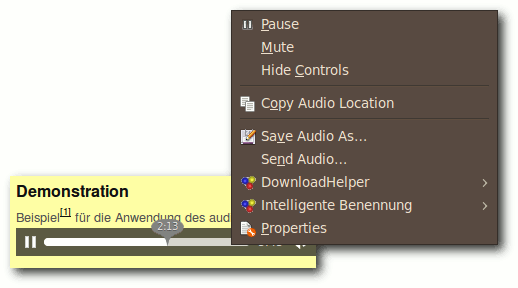 Pause
Mute
Hide Controls
Copy Audio Location
Save Audio As...
Send Audio...
DownloadHelper
Intelligente Benennung
Properties
Demonstration
Beispiel[1] für die Anwendung des aud
2:13